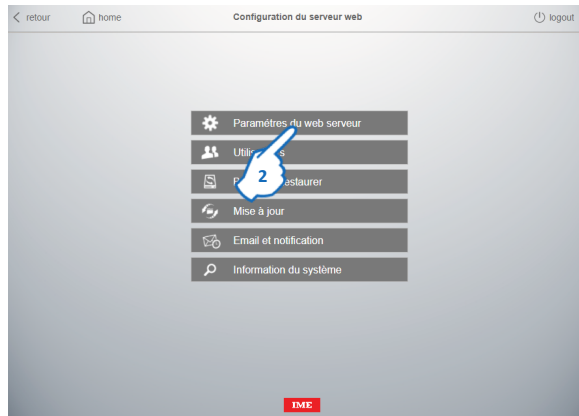 retour
home
Configuration du serveur web
logout
Paramétres du web serveur
2
Mise à jour
Email et notification
Information du système
IME